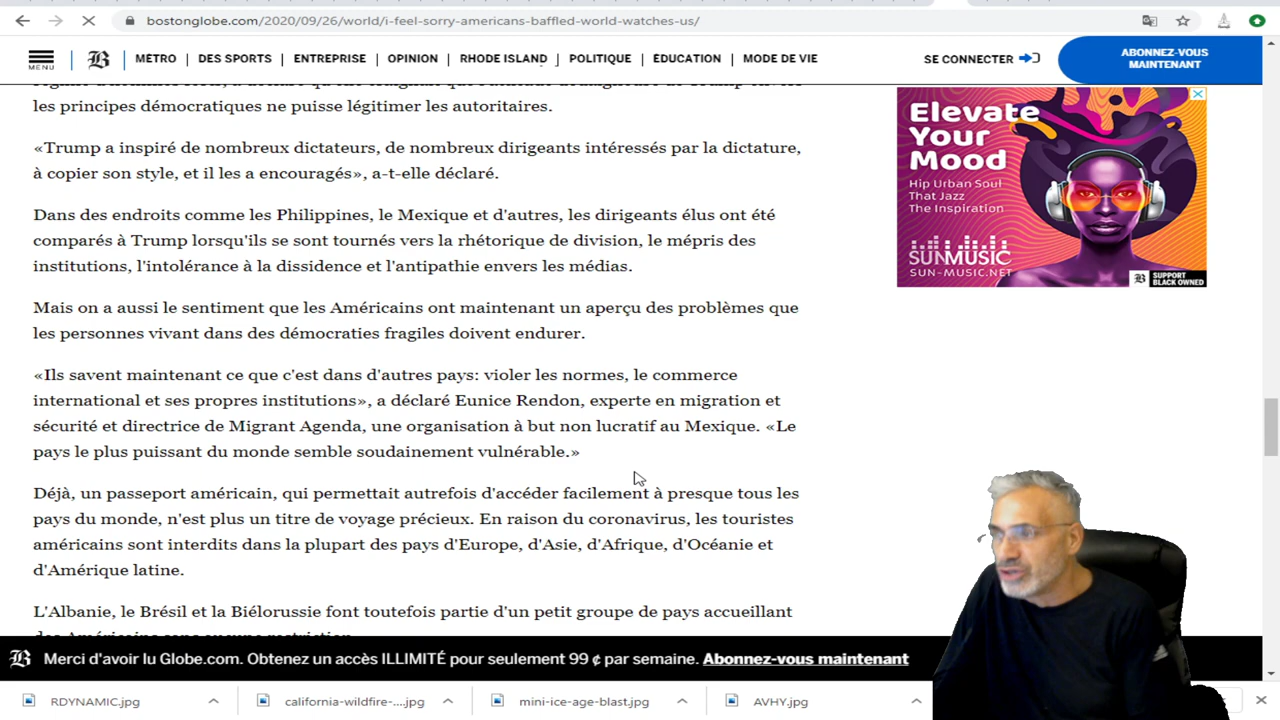 bostonglobe.com/2020/09/26/world/i-feel-sorry-americans-baffled-world-watches-us/
MENU
B
MÉTRO | DES SPORTS | ENTREPRISE | OPINION | RHODE ISLAND | POLITIQUE | ÉDUCATION | MODE DE VIE
SE CONNECTER
ABONNEZ-VOUS
MAINTENANT
les principes démocratiques ne puisse légitimer les autoritaires.
«Trump a inspiré de nombreux dictateurs, de nombreux dirigeants intéressés par la dictature,
à copier son style, et il les a encouragés», a-t-elle déclaré.
Dans des endroits comme les Philippines, le Mexique et d'autres, les dirigeants élus ont été
comparés à Trump lorsqu'ils se sont tournés vers la rhétorique de division, le mépris des
institutions, l'intolérance à la dissidence et l'antipathie envers les médias.
Mais on a aussi le sentiment que les Américains ont maintenant un aperçu des problèmes que
les personnes vivant dans des démocraties fragiles doivent endurer.
«Ils savent maintenant ce que c'est dans d'autres pays: violer les normes, le commerce
international et ses propres institutions», a déclaré Eunice Rendon, experte en migration et
sécurité et directrice de Migrant Agenda, une organisation à but non lucratif au Mexique. «Le
pays le plus puissant du monde semble soudainement vulnérable.»
Déjà, un passeport américain, qui permettait autrefois d'accéder facilement à presque tous les
pays du monde, n'est plus un titre de voyage précieux. En raison du coronavirus, les touristes
américains sont interdits dans la plupart des pays d'Europe, d'Asie, d'Afrique, d'Océanie et
d'Amérique latine.
L'Albanie, le Brésil et la Biélorussie font toutefois partie d'un petit groupe de pays accueillant
des Américains sans aucune restriction
Elevate
Your
Mood
Hip Urban Soul
That Jazz
The Inspiration
SUNMUSIC
SUN-MUSIC.NET
B SUPPORT
BLACK OWNED
B Merci d'avoir lu Globe.com. Obtenez un accès ILLIMITÉ pour seulement 99 ¢ par semaine. Abonnez-vous maintenant
RDYNAMIC.jpg
california-wildfire-....jpg
mini-ice-age-blast.jpg
AVHY.jpg